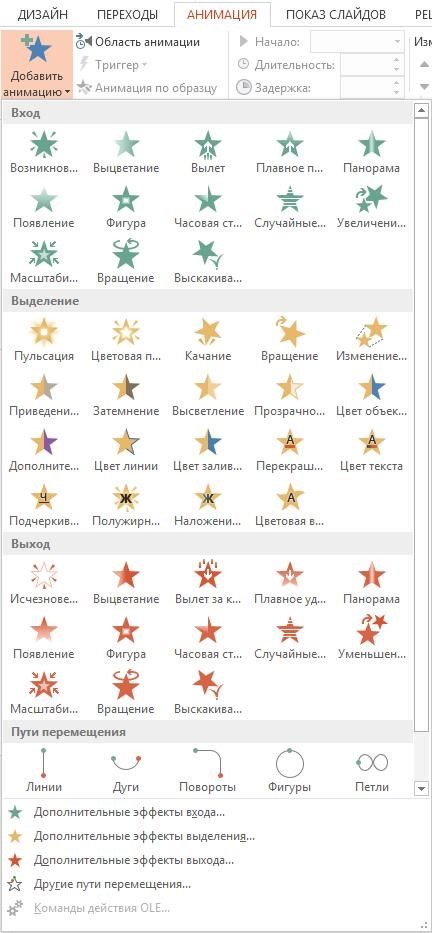 ДИЗАЙН ПЕРЕХОДЫ АНИМАЦИЯ ПОКАЗ СЛАЙДОВ РЕЦ
Добавить анимацию
Область анимации
Триггер
Анимация по образцу
Начало:
Длительность:
Задержка:
Изм
Вход
Возникнов... Выцветание Вылет Плавное п... Панорама
Появление Фигура Часовая ст... Случайные... Увеличени...
Масштаби... Вращение Выскакива...
Выделение
Пульсация Цветовая п... Качание Вращение Изменение...
Приведени... Затемнение Высветление Прозрачно... Цвет объек...
Дополните... Цвет линии Цвет залив... Перекраш... Цвет текста
Подчеркив... Полужирн... Наложени... Цветовая в...
Выход
Исчезнове... Выцветание Вылет за к... Плавное уд... Панорама
Появление Фигура Часовая ст... Случайные... Уменьшен...
Масштаби... Вращение Выскакива...
Пути перемещения
Линии Дуги Повороты Фигуры Петли
Дополнительные эффекты входа...
Дополнительные эффекты выделения...
Дополнительные эффекты выхода...
Другие пути перемещения...
Команды действия OLE...